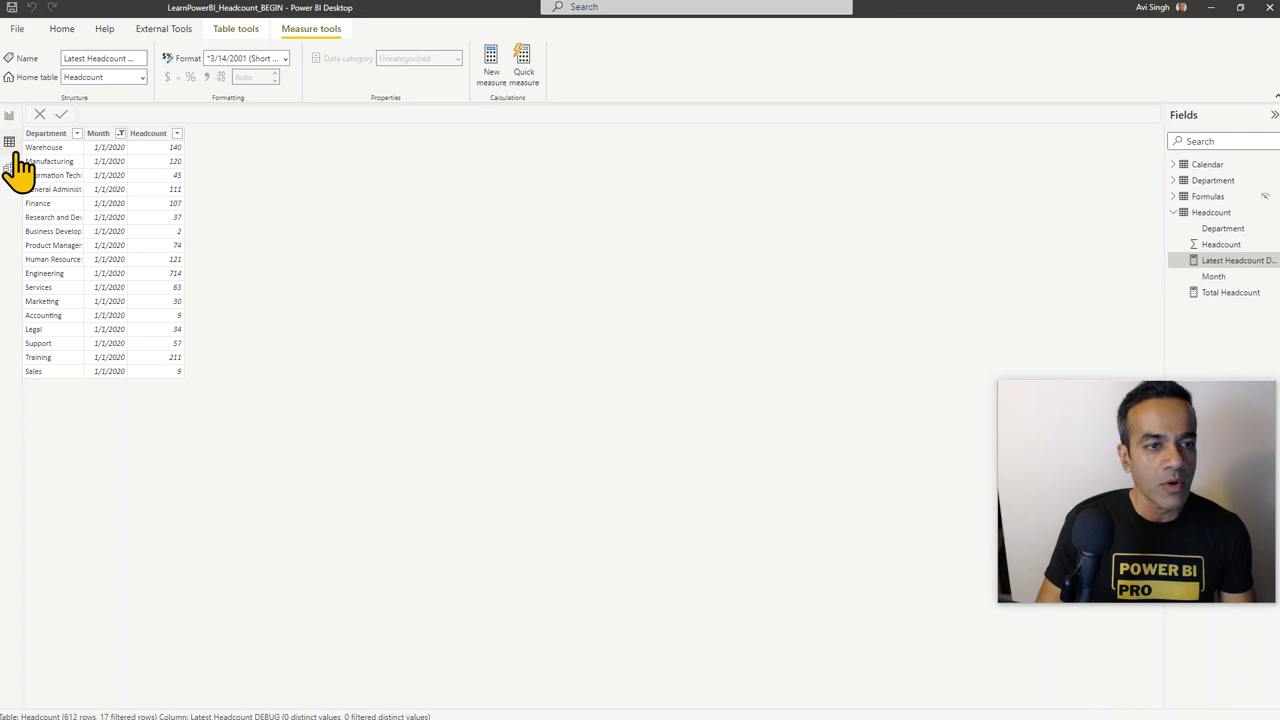 LearnPowerBI_Headcount_BEGIN - Power BI Desktop
Search
Avi Singh
File
Home
Help
External Tools
Table tools
Measure tools
Name
Latest Headcount ...
Format
*3/14/2001 (Short ...
Data category
Uncategorized
New
measure
Quick
measure
Home table
Headcount
$
%
Auto
Structure
Formatting
Properties
Calculations
Department
Month
Headcount
Warehouse
1/1/2020
140
Manufacturing
1/1/2020
120
ormation Techn
1/1/2020
45
General Administ
1/1/2020
111
Finance
1/1/2020
107
Research and Dev
1/1/2020
37
Business Develop
1/1/2020
2
Product Manager
1/1/2020
74
Human Resource
1/1/2020
121
Engineering
1/1/2020
714
Services
1/1/2020
63
Marketing
1/1/2020
30
Accounting
1/1/2020
9
Legal
1/1/2020
34
Support
1/1/2020
57
Training
1/1/2020
211
Sales
1/1/2020
9
Fields
Search
Calendar
Department
Formulas
Headcount
Department
Headcount
Latest Headcount D...
Month
Total Headcount
POWER BI
PRO
Table: Headcount (612 rows, 17 filtered rows) Column: Latest Headcount DEBUG (0 distinct values, 0 filtered distinct values)